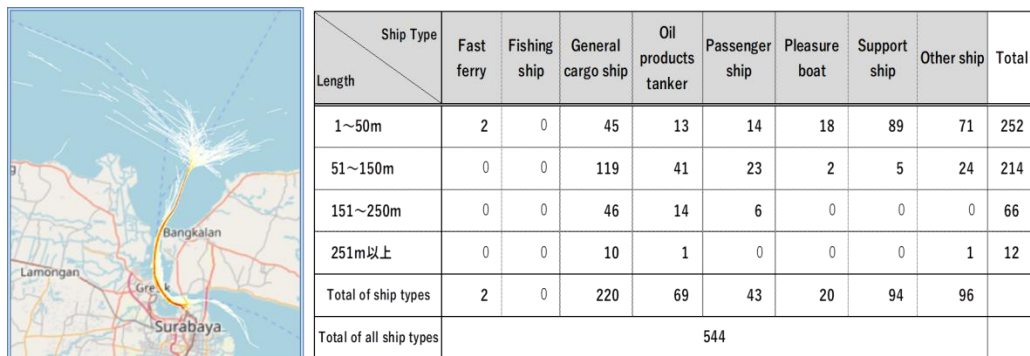 Bangkalan
Lamongan
Surabaya
Ship Type
Length
Fast ferry
Fishing ship
General cargo ship
Oil products tanker
Passenger ship
Pleasure boat
Support ship
Other ship
Total
1～50m 2 0 45 13 14 18 89 71 252
51～150m 0 0 119 41 23 2 5 24 214
151～250m 0 0 46 14 6 0 0 0 66
251m以上 0 0 10 1 0 0 0 1 12
Total of ship types 2 0 220 69 43 20 94 96
Total of all ship types 544